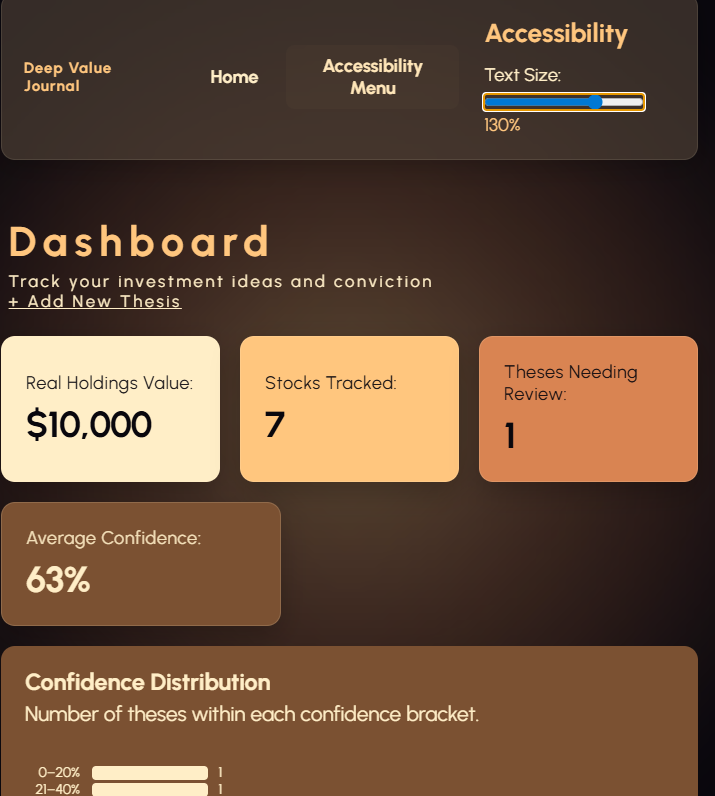 Deep Value
Journal
Home
Accessibility
Menu
Accessibility
Text Size:
130%
Dashboard
Track your investment ideas and conviction
+ Add New Thesis
Real Holdings Value:
$10,000
Stocks Tracked:
7
Theses Needing
Review:
1
Average Confidence:
63%
Confidence Distribution
Number of theses within each confidence bracket.
0–20% 1
21–40% 1